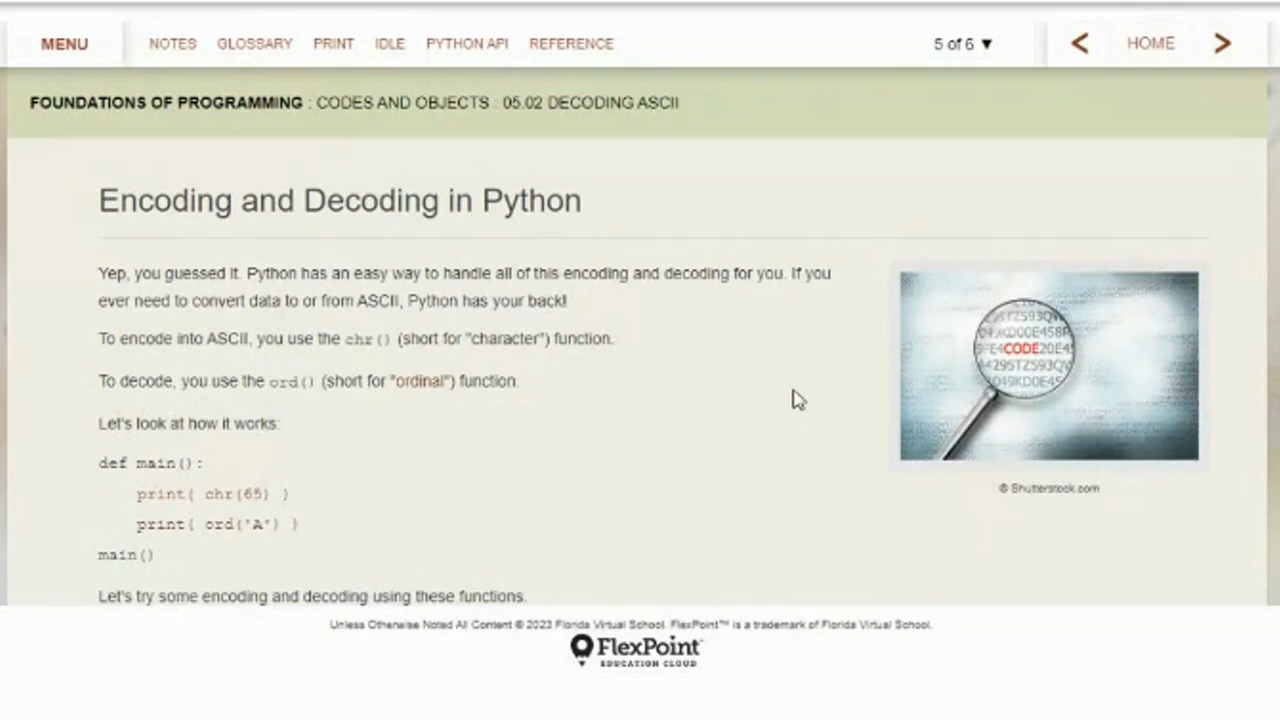 MENU NOTES GLOSSARY PRINT IDLE PYTHON API REFERENCE 5 of 6 ▼ < HOME >
FOUNDATIONS OF PROGRAMMING : CODES AND OBJECTS : 05.02 DECODING ASCII
Encoding and Decoding in Python
Yep, you guessed it. Python has an easy way to handle all of this encoding and decoding for you. If you
ever need to convert data to or from ASCII, Python has your back!
To encode into ASCII, you use the chr() (short for "character") function.
To decode, you use the ord() (short for "ordinal") function.
Let's look at how it works:
def main():
print( chr(65) )
print( ord('A') )
main()
Let's try some encoding and decoding using these functions.
CODE
© Shutterstock.com
Unless Otherwise Noted All Content © 2023 Florida Virtual School. FlexPoint™ is a trademark of Florida Virtual School.
FlexPoint™
EDUCATION CLOUD